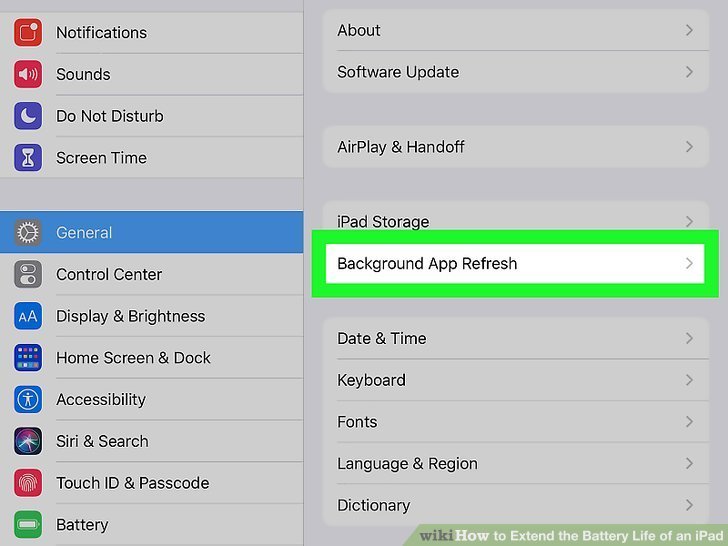 Notifications
Sounds
Do Not Disturb
Screen Time
General
Control Center
AA
Display & Brightness
Home Screen & Dock
Accessibility
Siri & Search
Touch ID & Passcode
Battery
About
Software Update
AirPlay & Handoff
iPad Storage
Background App Refresh
Date & Time
Keyboard
Fonts
Language & Region
Dictionary
wikiHow to Extend the Battery Life of an iPad